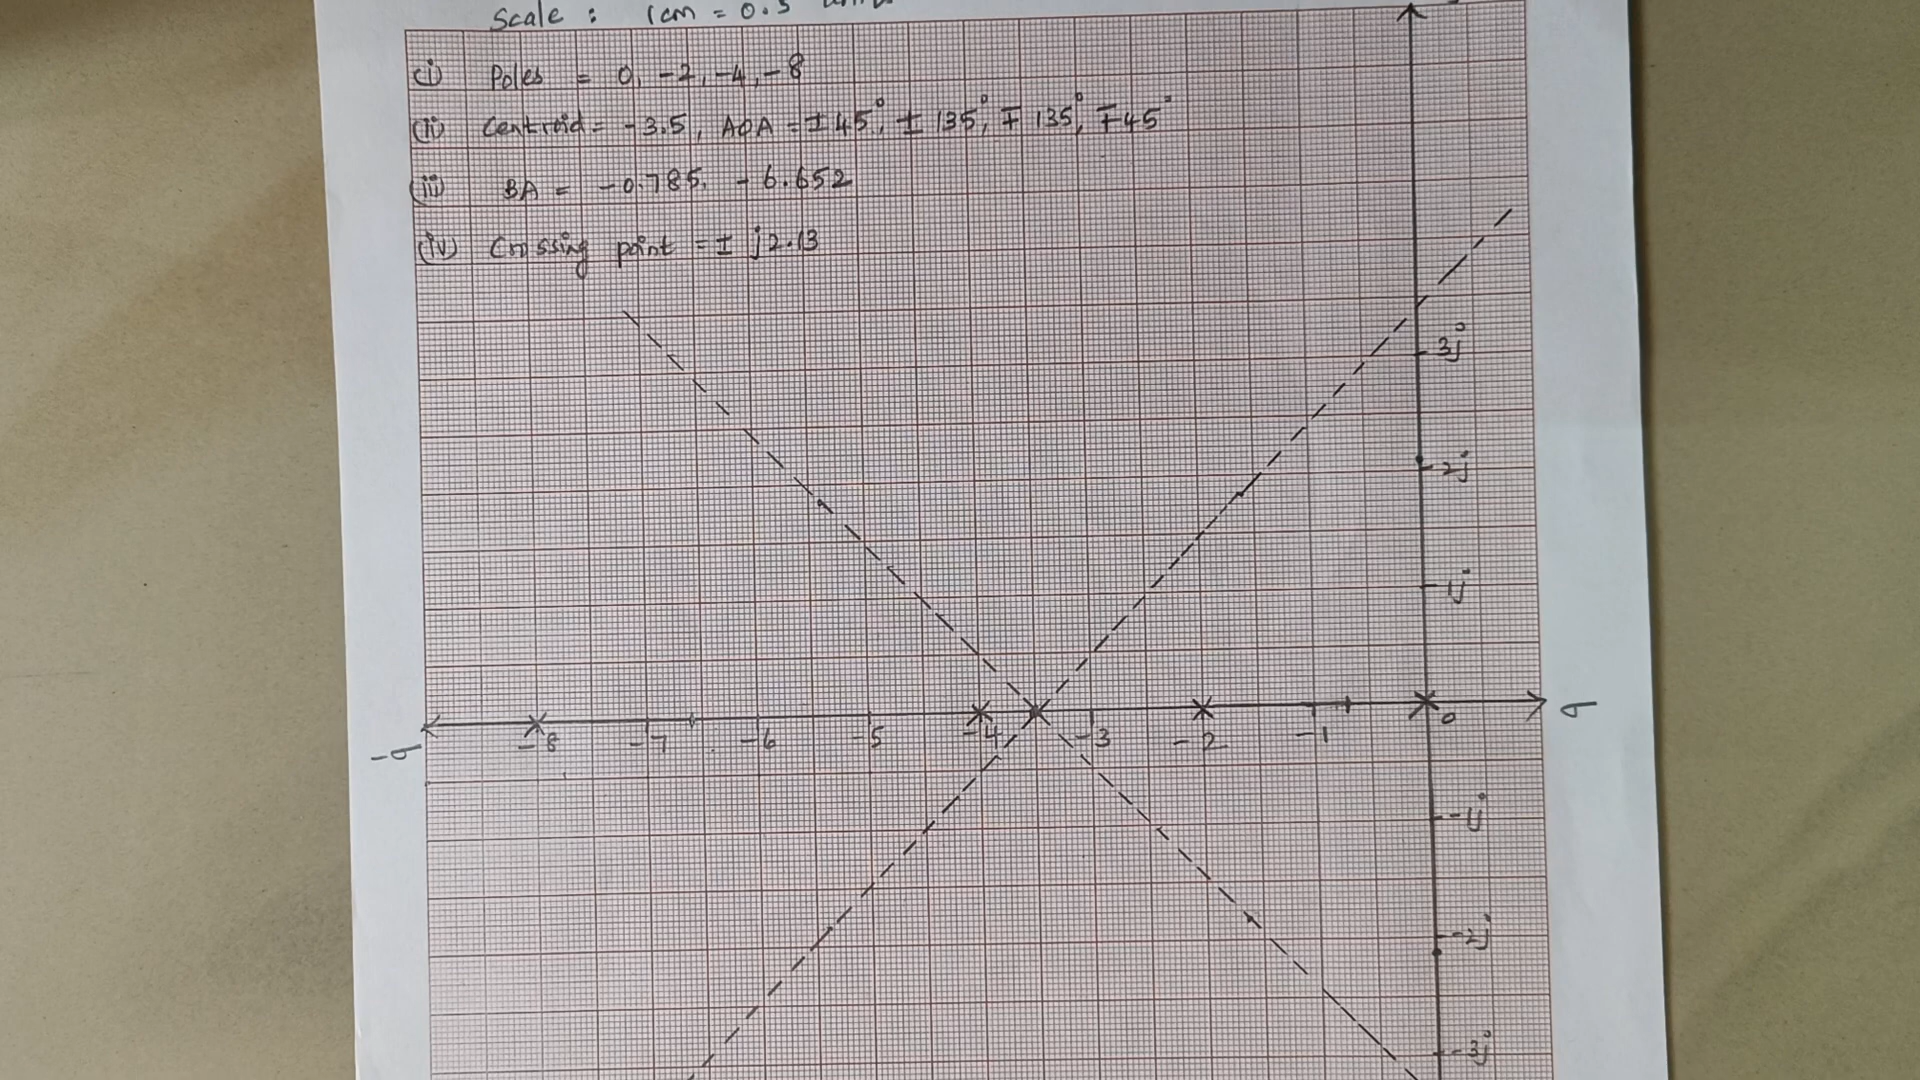 Scale : 1cm = 0.5 units
(i) Poles = 0, -2, -4, -8
(ii) Centroid = -3.5, AOA = ±45°, ±135°, ∓135°, ∓45°
(iii) BA = -0.785, -6.652
(iv) Crossing point = ± j2.13
3j
2j
1j
-σ -8 -7 -6 -5 -4 -3 -2 -1 0 σ
-1j
-2j
-3j